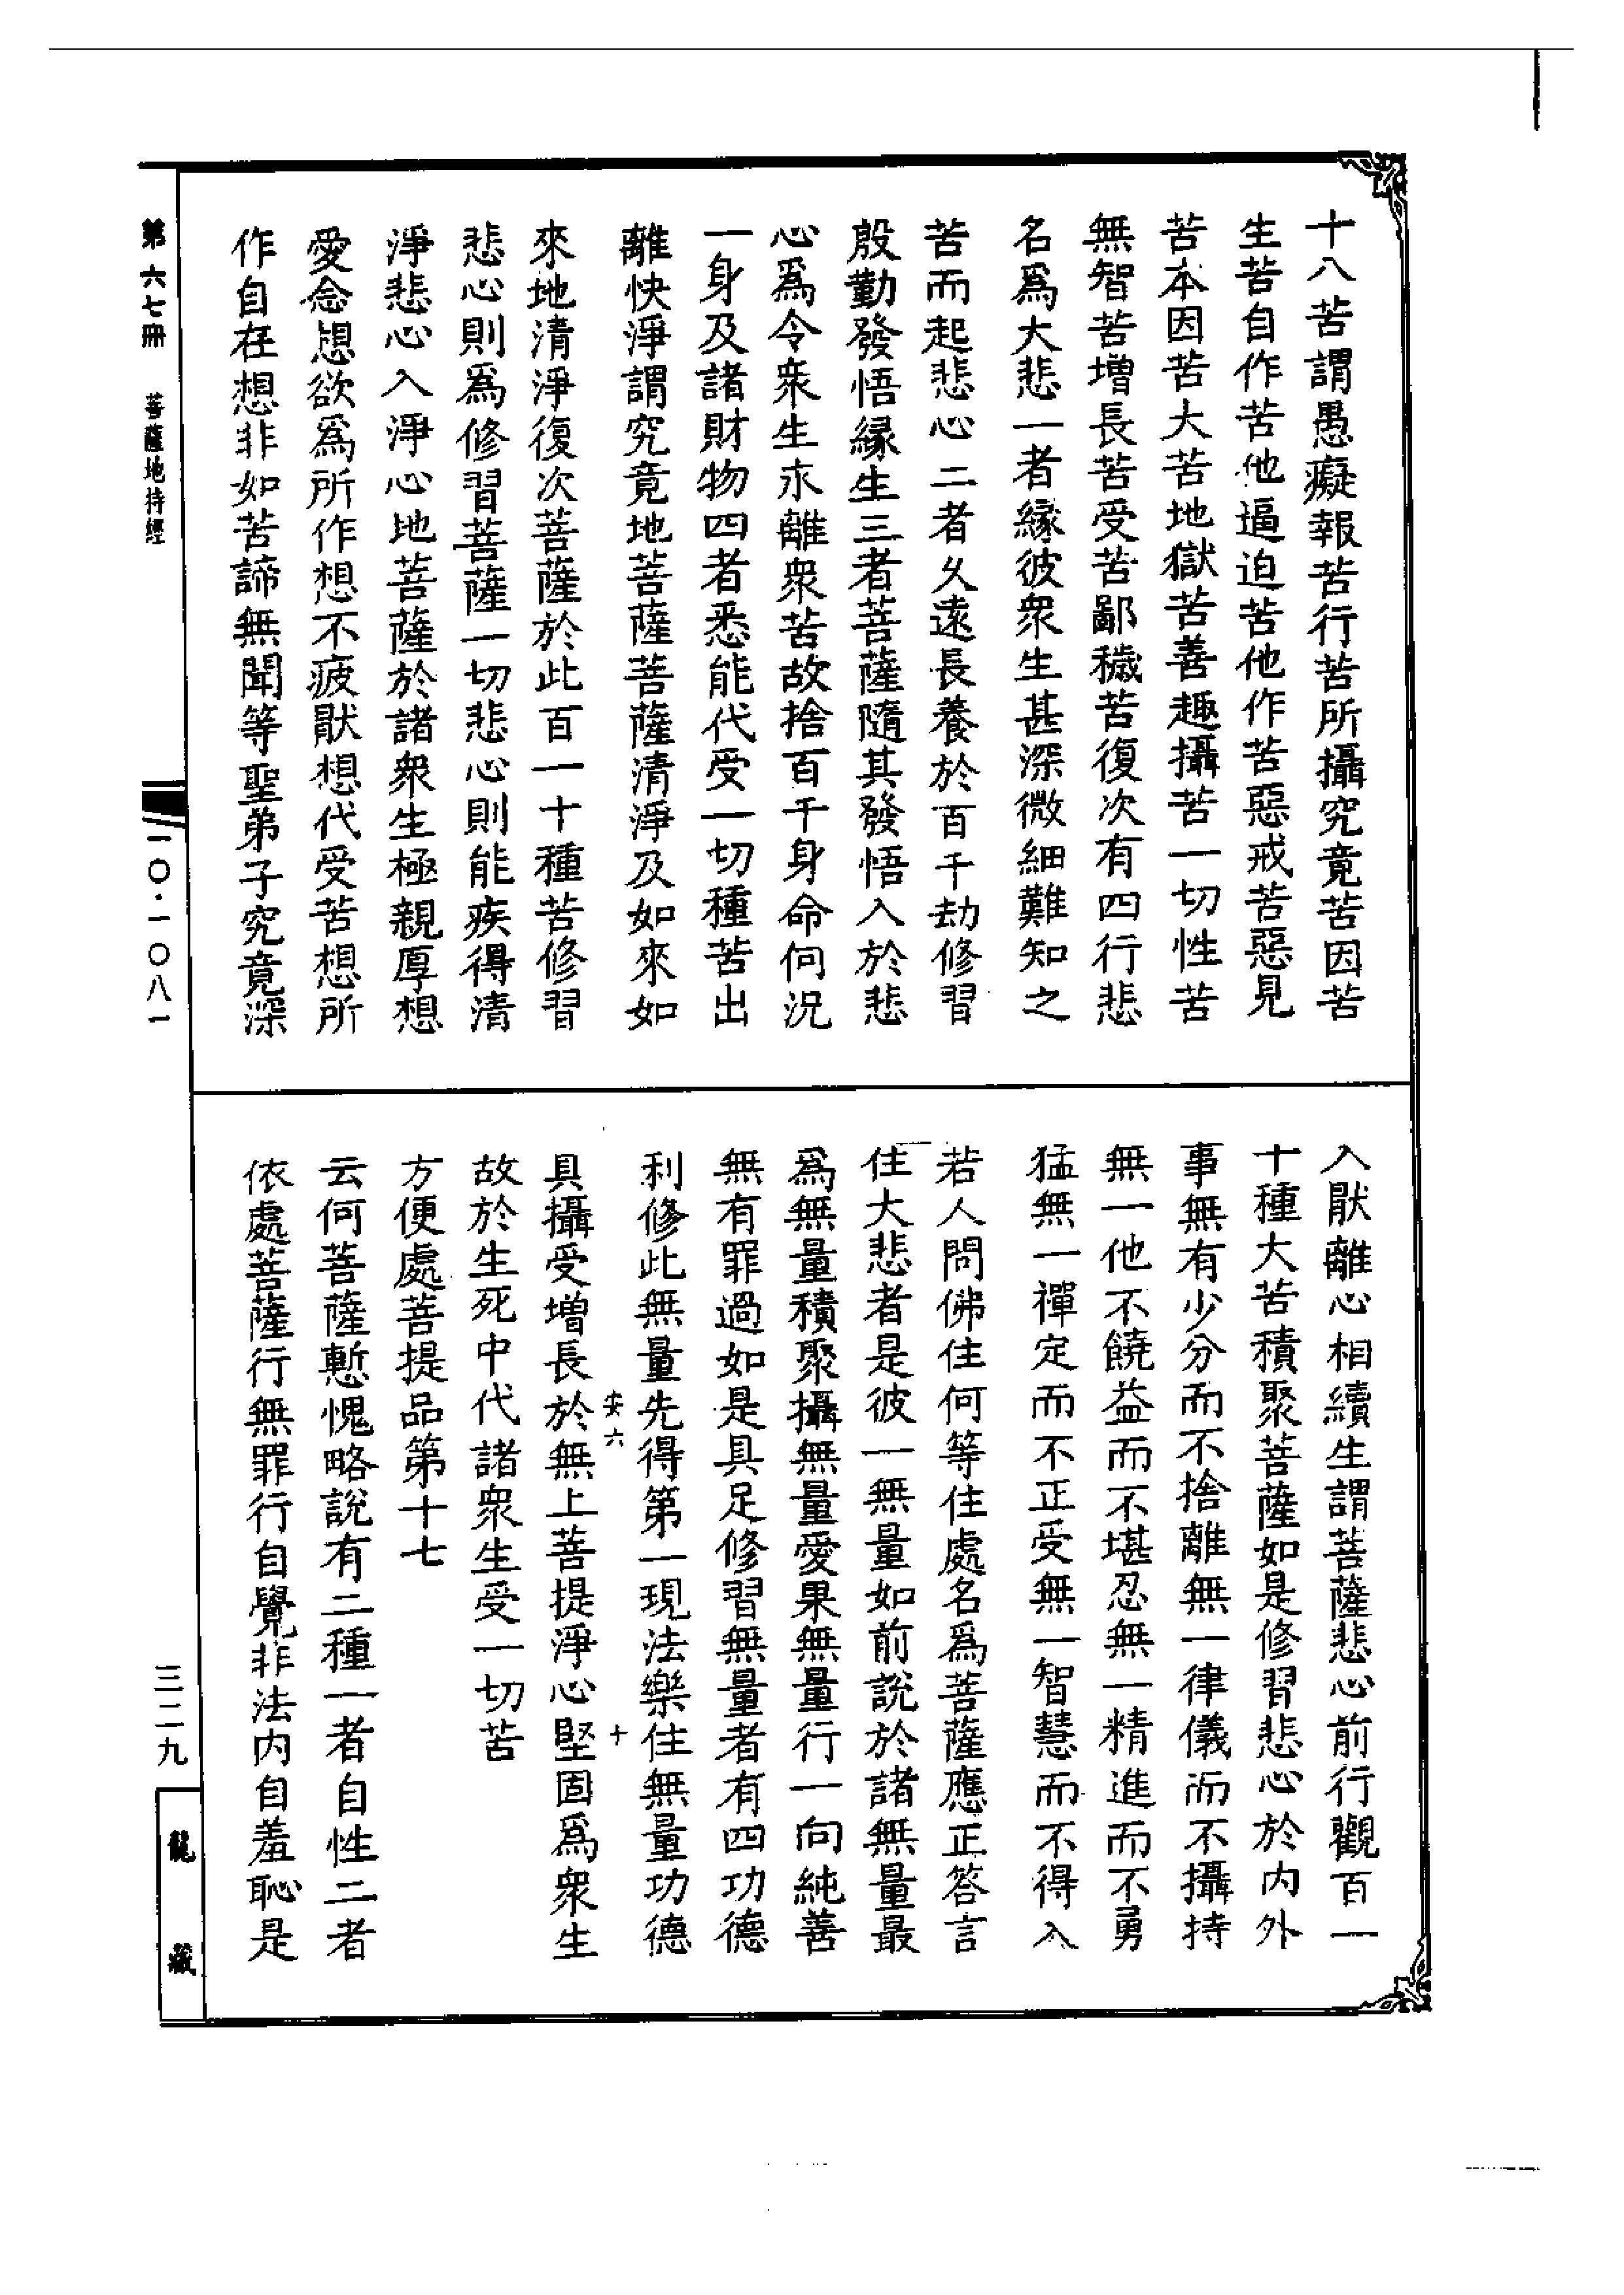 十八苦謂愚癡報苦行苦所攝究竟苦因苦
生苦自作苦他逼迫苦他作苦惡戒苦惡見
苦本因苦大苦地獄苦善趣攝苦一切性苦
無智苦增長苦受苦鄙穢苦復次有四行悲
名爲大悲一者緣彼衆生甚深微細難知之
苦而起悲心二者久遠長養於百千劫修習
殷勤發悟緣生三者菩薩隨其發悟入於悲
心爲令衆生永離衆苦故捨百千身命何況
一身及諸財物四者悉能代受一切種苦出
離快淨謂究竟地菩薩菩薩清淨及如來如
來地清淨復次菩薩於此百一十種苦修習
悲心則爲修習菩薩一切悲心則能疾得清
淨悲心入淨心地菩薩於諸衆生極親厚想
愛念想欲爲所作想不疲猒想代受苦想所
作自在想非如苦諦無聞等聖弟子究竟深
入猒離心相續生謂菩薩悲心前行觀百一
十種大苦積聚菩薩如是修習悲心於內外
事無有少分而不捨離無一律儀而不攝持
無一他不饒益而不堪忍無一精進而不勇
猛無一禪定而不正受無一智慧而不得入
若人問佛住何等住處名爲菩薩應正答言
住大悲者是彼一無量如前說於諸無量最
爲無量積聚攝無量愛果無量行一向純善
無有罪過如是具足修習無量者有四功德
利修此無量先得第一現法樂住無量功德
安六 十
具攝受增長於無上菩提淨心堅固爲衆生
故於生死中代諸衆生受一切苦
方便處菩提品第十七
云何菩薩慙愧略說有二種一者自性二者
依處菩薩行無罪行自覺非法內自羞恥是
第六七冊 菩薩地持經 一〇·一〇八一
三二九 龍藏